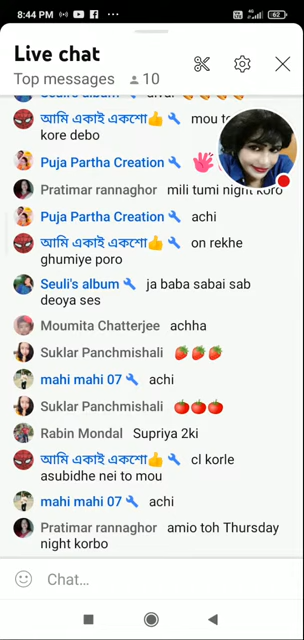 8:44 PM
62
Live chat
Top messages 10
Seuli's album
আমি একাই একশো👍 mou to
kore debo
Puja Partha Creation
Pratimar rannaghor mili tumi night koro
Puja Partha Creation achi
আমি একাই একশো👍 on rekhe
ghumiye poro
Seuli's album ja baba sabai sab
deoya ses
Moumita Chatterjee achha
Suklar Panchmishali 🍓🍓🍓
mahi mahi 07 achi
Suklar Panchmishali 🍅🍅🍅
Rabin Mondal Supriya 2ki
আমি একাই একশো👍 cl korle
asubidhe nei to mou
mahi mahi 07 achi
Pratimar rannaghor amio toh Thursday
night korbo
Chat...